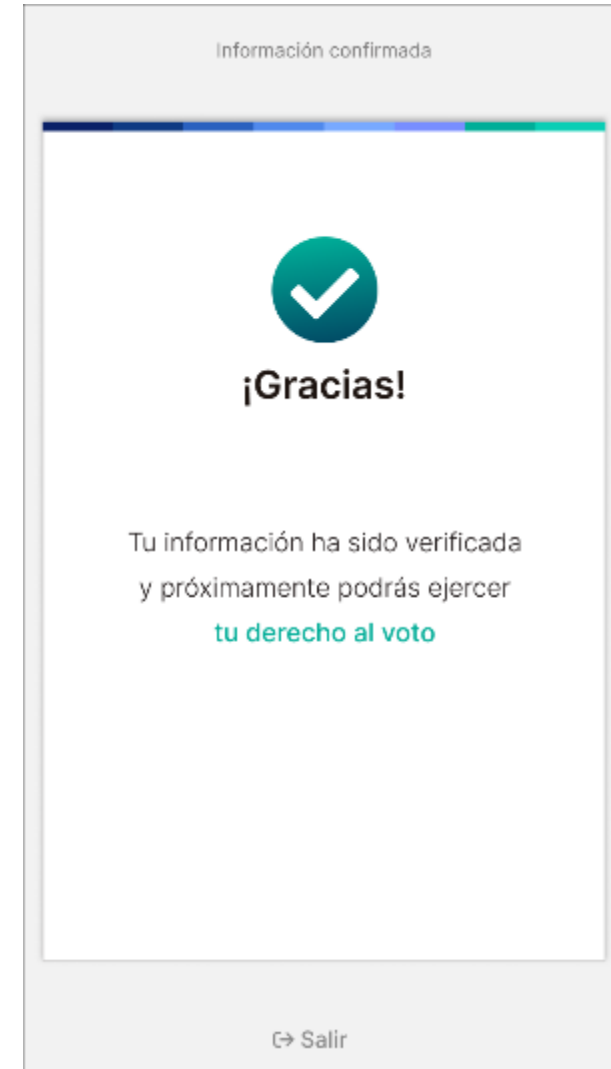 Información confirmada
¡Gracias!
Tu información ha sido verificada
y próximamente podrás ejercer
tu derecho al voto
Salir